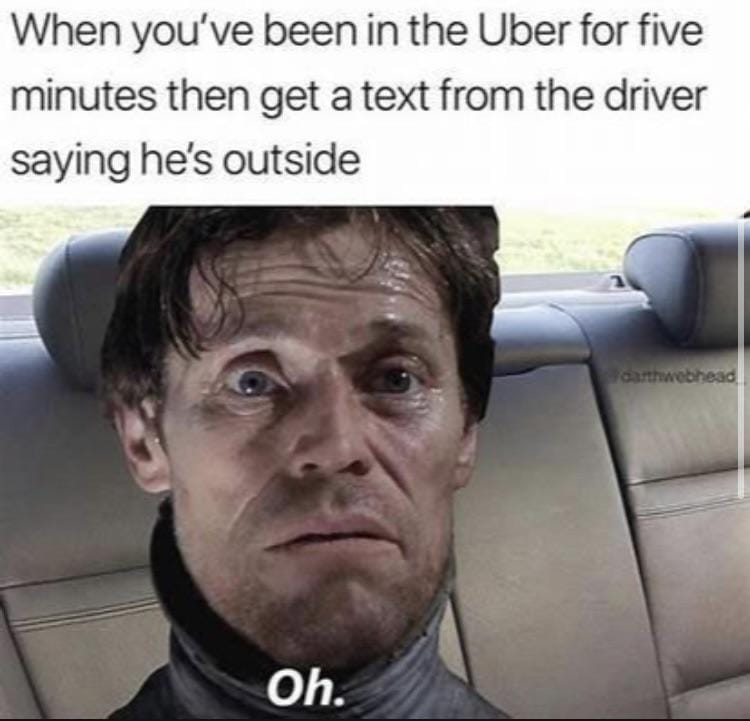 When you've been in the Uber for five
minutes then get a text from the driver
saying he's outside
darthwebhead_
Oh.